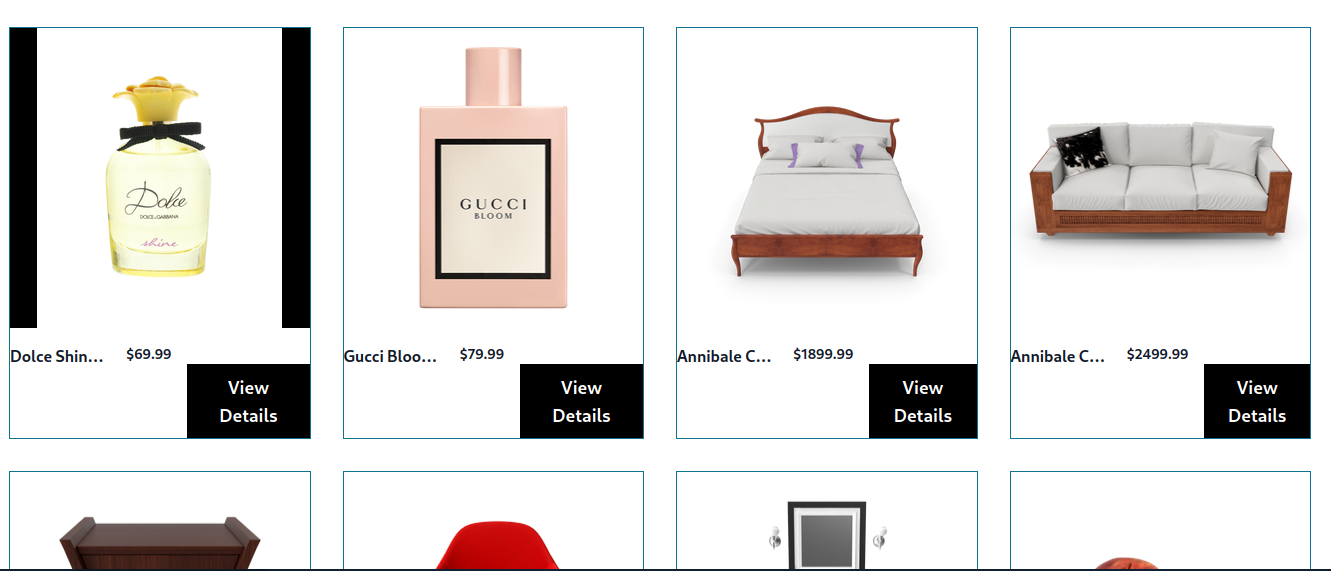 Dolce
DOLCE & GABBANA
shine
GUCCI
BLOOM
Dolce Shin...
$69.99
View
Details
Gucci Bloo...
$79.99
View
Details
Annibale C...
$1899.99
View
Details
Annibale C...
$2499.99
View
Details